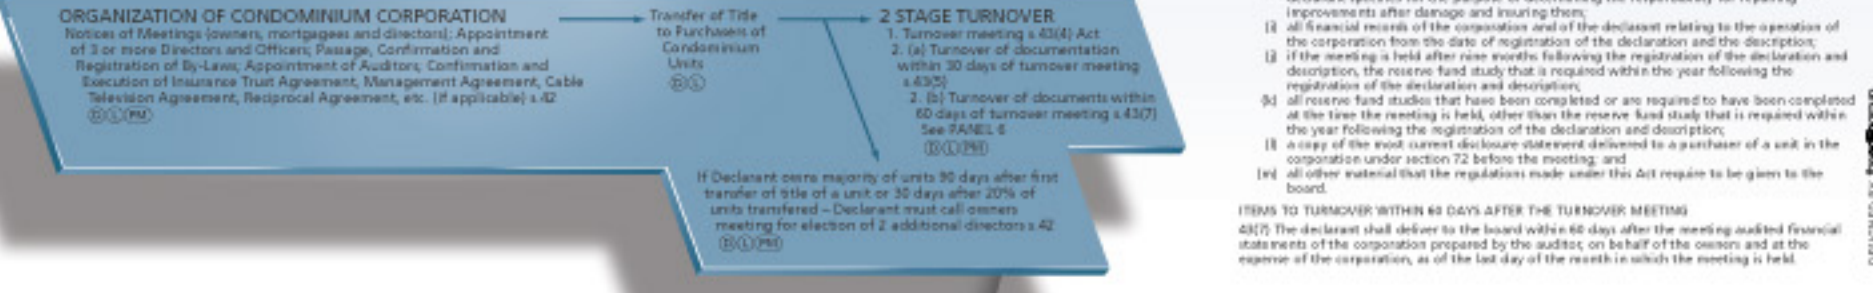 ORGANIZATION OF CONDOMINIUM CORPORATION
Notices of Meetings (owners, mortgagees and directors); Appointment
of 3 or more Directors and Officers; Passage, Confirmation and
Registration of By-Laws; Appointment of Auditors; Confirmation and
Execution of Insurance Trust Agreement, Management Agreement, Cable
Television Agreement, Reciprocal Agreement, etc. (if applicable) s.42
D L PM
Transfer of Title
to Purchasers of
Condominium
Units
D L
2 STAGE TURNOVER
1. Turnover meeting s.43(4) Act
2. (a) Turnover of documentation
within 30 days of turnover meeting
s.43(5)
2. (b) Turnover of documents within
60 days of turnover meeting s.43(7)
See PANEL 6
D L PM
If Declarant owns majority of units 90 days after first
transfer of title of a unit or 30 days after 20% of
units transfered – Declarant must call owners
meeting for election of 2 additional directors s.42
D L PM
improvements after damage and insuring them;
(i) all financial records of the corporation and of the declarant relating to the operation of
the corporation from the date of registration of the declaration and the description;
(j) if the meeting is held after nine months following the registration of the declaration and
description, the reserve fund study that is required within the year following the
registration of the declaration and description;
(k) all reserve fund studies that have been completed or are required to have been completed
at the time the meeting is held, other than the reserve fund study that is required within
the year following the registration of the declaration and description;
(l) a copy of the most current disclosure statement delivered to a purchaser of a unit in the
corporation under section 72 before the meeting; and
(m) all other material that the regulations made under this Act require to be given to the
board.
ITEMS TO TURNOVER WITHIN 60 DAYS AFTER THE TURNOVER MEETING
43(7) The declarant shall deliver to the board within 60 days after the meeting audited financial
statements of the corporation prepared by the auditor, on behalf of the owners and at the
expense of the corporation, as of the last day of the month in which the meeting is held.